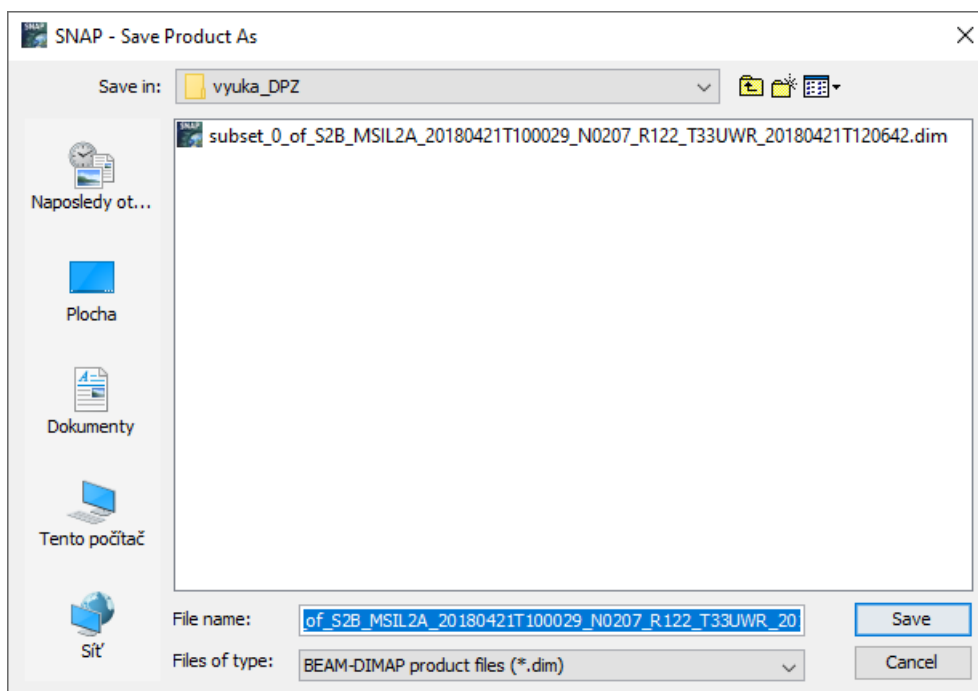 SNAP - Save Product As
Save in: vyuka_DPZ
subset_0_of_S2B_MSIL2A_20180421T100029_N0207_R122_T33UWR_20180421T120642.dim
Naposledy ot...
Plocha
Dokumenty
Tento počítač
Síť
File name: _of_S2B_MSIL2A_20180421T100029_N0207_R122_T33UWR_201
Save
Files of type: BEAM-DIMAP product files (*.dim)
Cancel